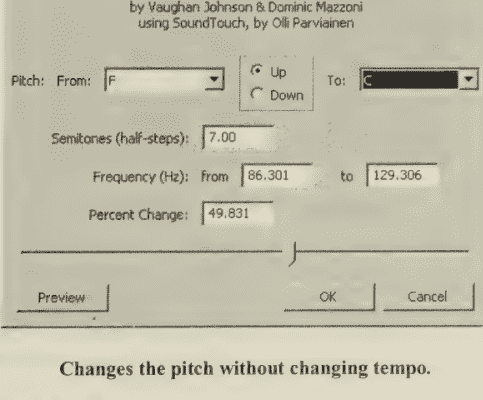 by Vaughan Johnson & Dominic Mazzoni
using SoundTouch, by Olli Parviainen
Pitch: From: F Up To: C
Down
Semitones (half-steps): 7.00
Frequency (Hz): from 86.301 to 129.306
Percent Change: 49.831
Preview OK Cancel
Changes the pitch without changing tempo.